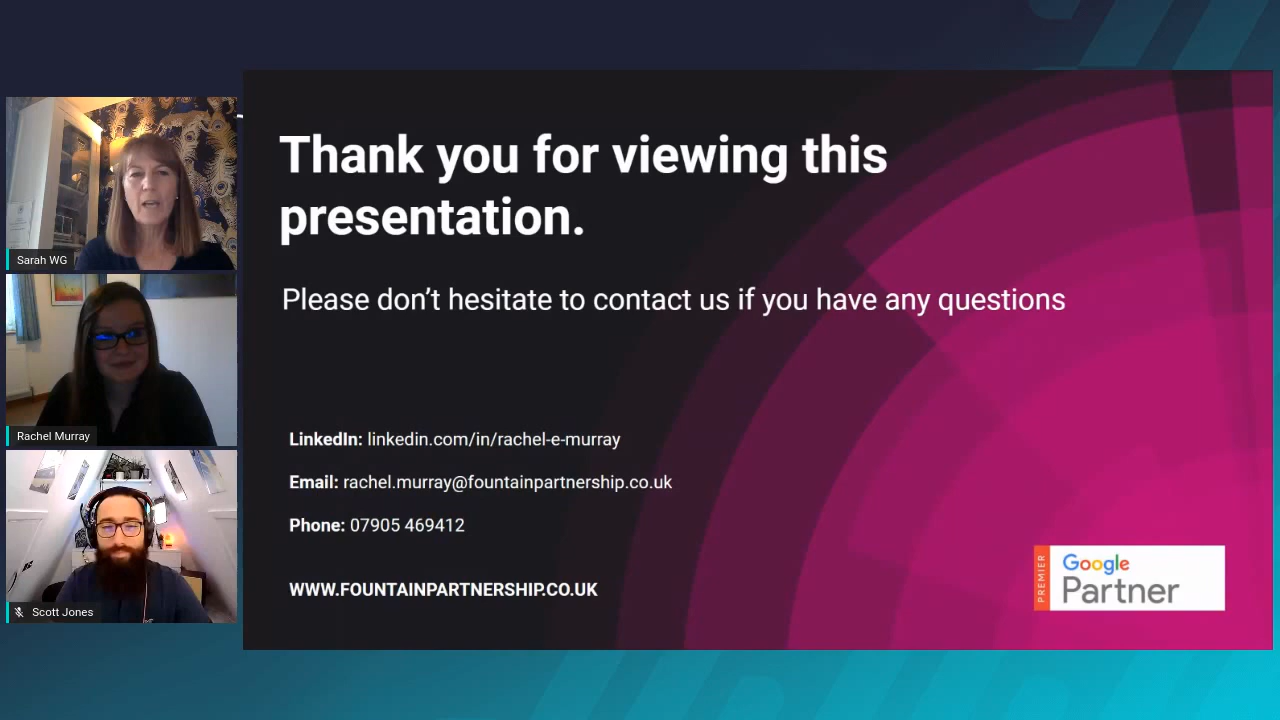 Thank you for viewing this
presentation.
Please don’t hesitate to contact us if you have any questions
LinkedIn: linkedin.com/in/rachel-e-murray
Email: rachel.murray@fountainpartnership.co.uk
Phone: 07905 469412
WWW.FOUNTAINPARTNERSHIP.CO.UK
PREMIER
Google
Partner
Sarah WG
Rachel Murray
Scott Jones